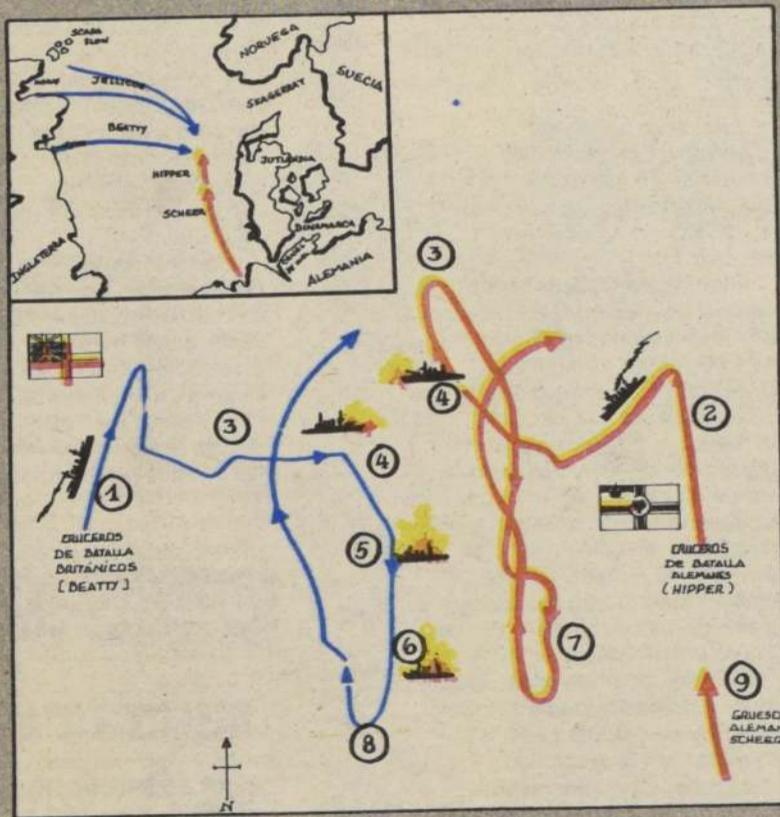 SCAPA
FLOW
NORUEGA
SUECIA
JELLICOE
SKAGERRAT
BEATTY
JUTLANDIA
HIPPER
SCHEER
DINAMARCA
INGLATERRA
ALEMANIA
3
4
2
3
4
1
CRUCEROS
DE BATALLA
BRITÁNICOS
[BEATTY]
5
CRUCEROS
DE BATALLA
ALEMANES
(HIPPER)
6
7
9
GRUESO
ALEMAN
SCHEER
8
N